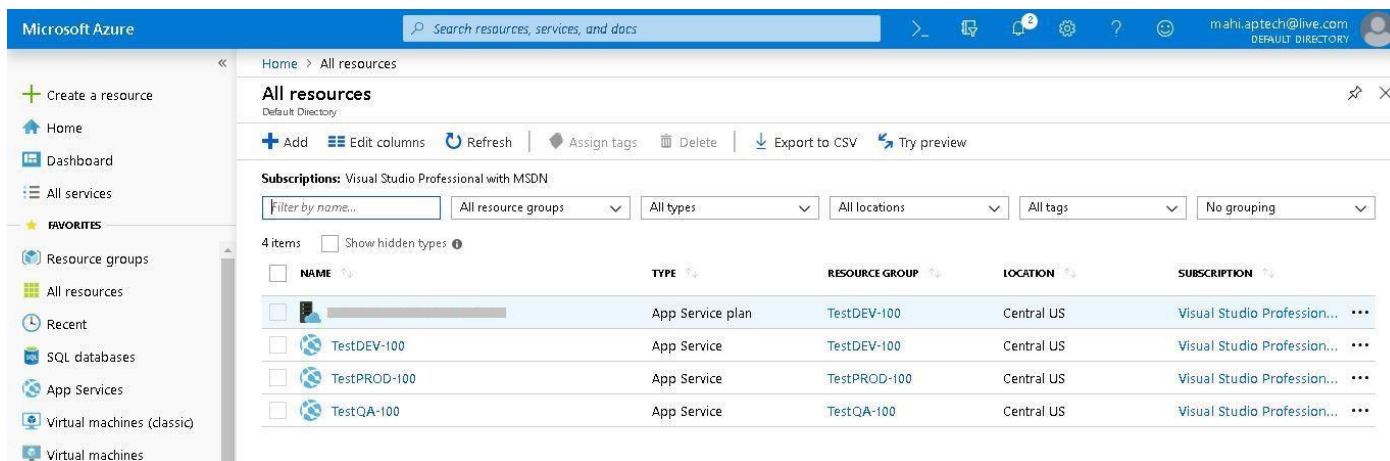 Microsoft Azure
Search resources, services, and docs
2
mahi.aptech@live.com
DEFAULT DIRECTORY
Create a resource
Home
Dashboard
All services
FAVORITES
Resource groups
All resources
Recent
SQL databases
App Services
Virtual machines (classic)
Virtual machines
Home > All resources
All resources
Default Directory
Add Edit columns Refresh Assign tags Delete Export to CSV Try preview
Subscriptions: Visual Studio Professional with MSDN
Filter by name... All resource groups All types All locations All tags No grouping
4 items Show hidden types
NAME TYPE RESOURCE GROUP LOCATION SUBSCRIPTION
App Service plan TestDEV-100 Central US Visual Studio Profession... •••
TestDEV-100 App Service TestDEV-100 Central US Visual Studio Profession... •••
TestPROD-100 App Service TestPROD-100 Central US Visual Studio Profession... •••
TestQA-100 App Service TestQA-100 Central US Visual Studio Profession... •••